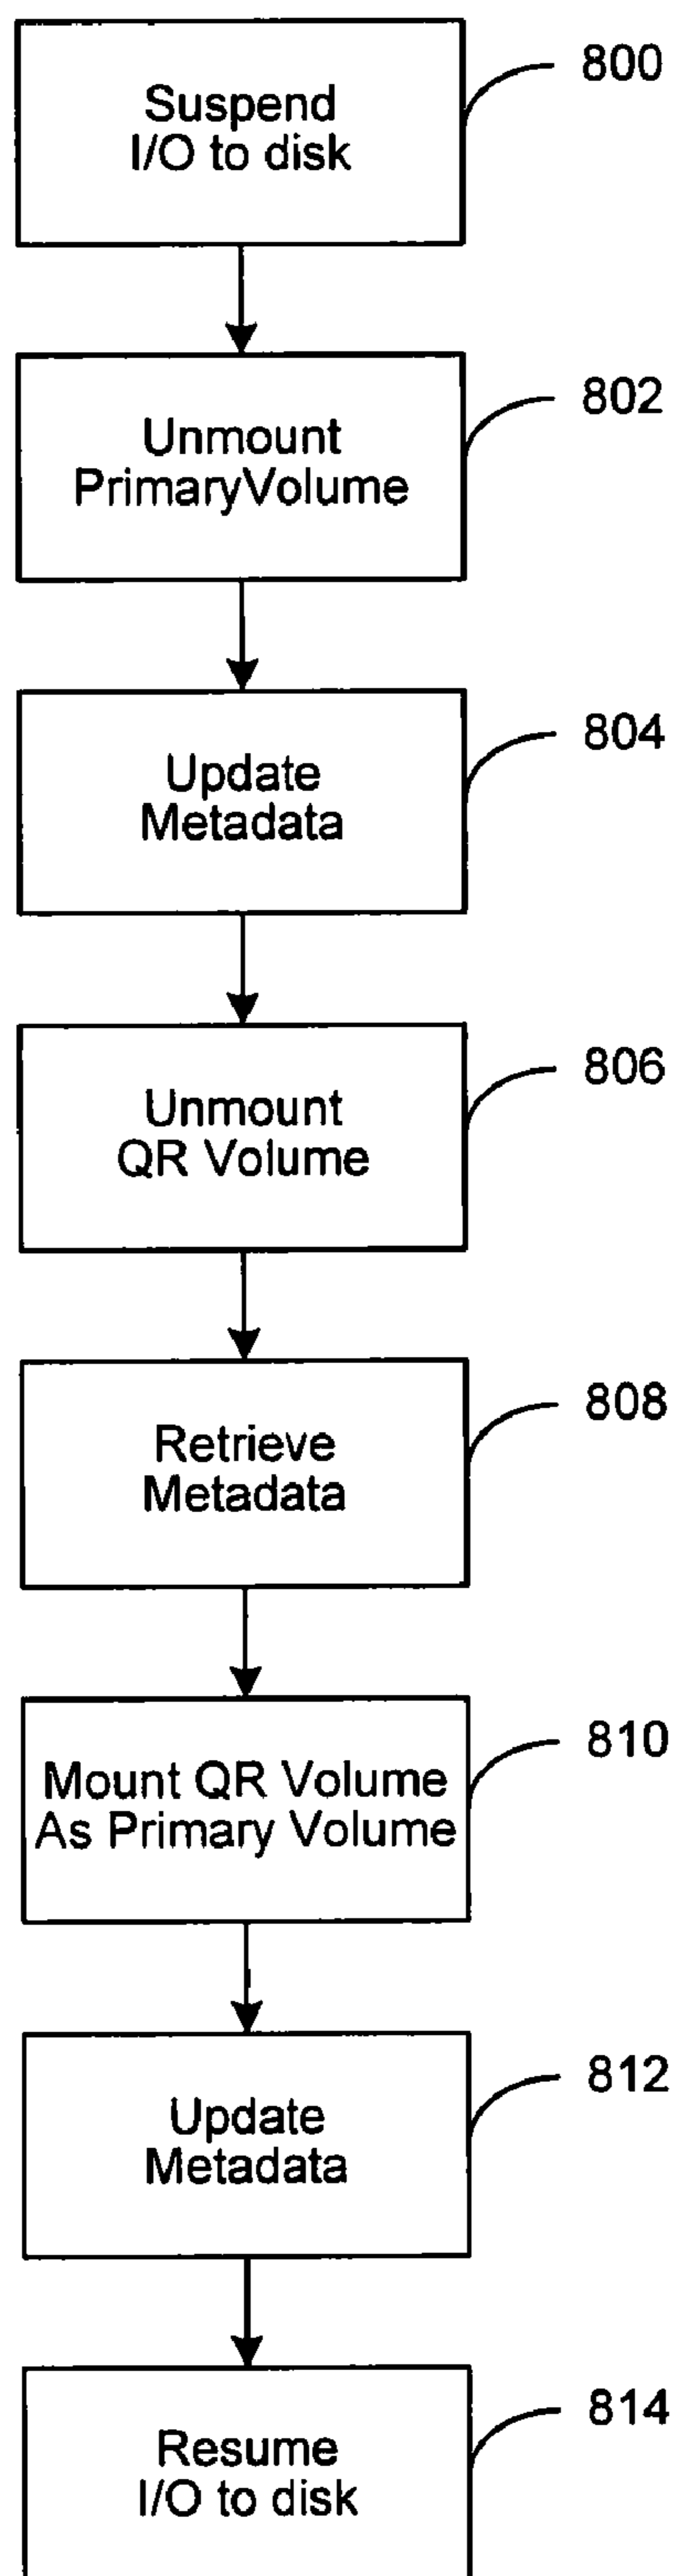 Suspend
I/O to disk
800
Unmount
PrimaryVolume
802
Update
Metadata
804
Unmount
QR Volume
806
Retrieve
Metadata
808
Mount QR Volume
As Primary Volume
810
Update
Metadata
812
Resume
I/O to disk
814